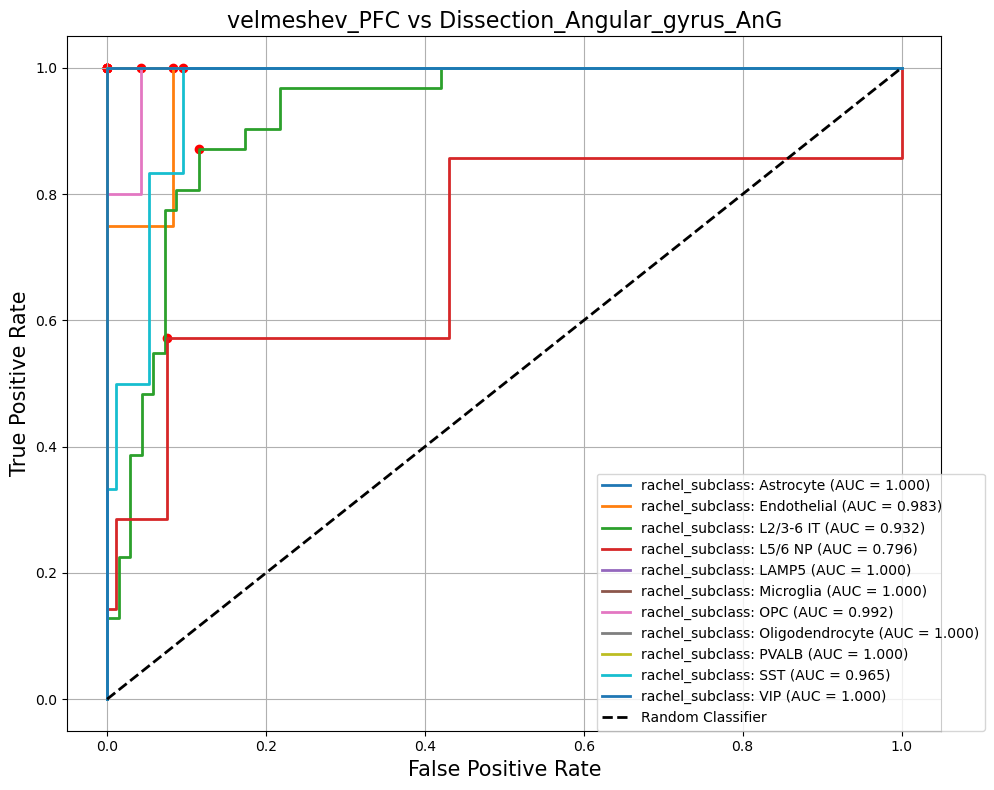 velmeshev_PFC vs Dissection_Angular_gyrus_AnG
1.0
0.8
0.6
0.4
0.2
0.0
True Positive Rate
rachel_subclass: Astrocyte (AUC = 1.000)
rachel_subclass: Endothelial (AUC = 0.983)
rachel_subclass: L2/3-6 IT (AUC = 0.932)
rachel_subclass: L5/6 NP (AUC = 0.796)
rachel_subclass: LAMP5 (AUC = 1.000)
rachel_subclass: Microglia (AUC = 1.000)
rachel_subclass: OPC (AUC = 0.992)
rachel_subclass: Oligodendrocyte (AUC = 1.000)
rachel_subclass: PVALB (AUC = 1.000)
rachel_subclass: SST (AUC = 0.965)
rachel_subclass: VIP (AUC = 1.000)
Random Classifier
0.0 0.2 0.4 0.6 0.8 1.0
False Positive Rate